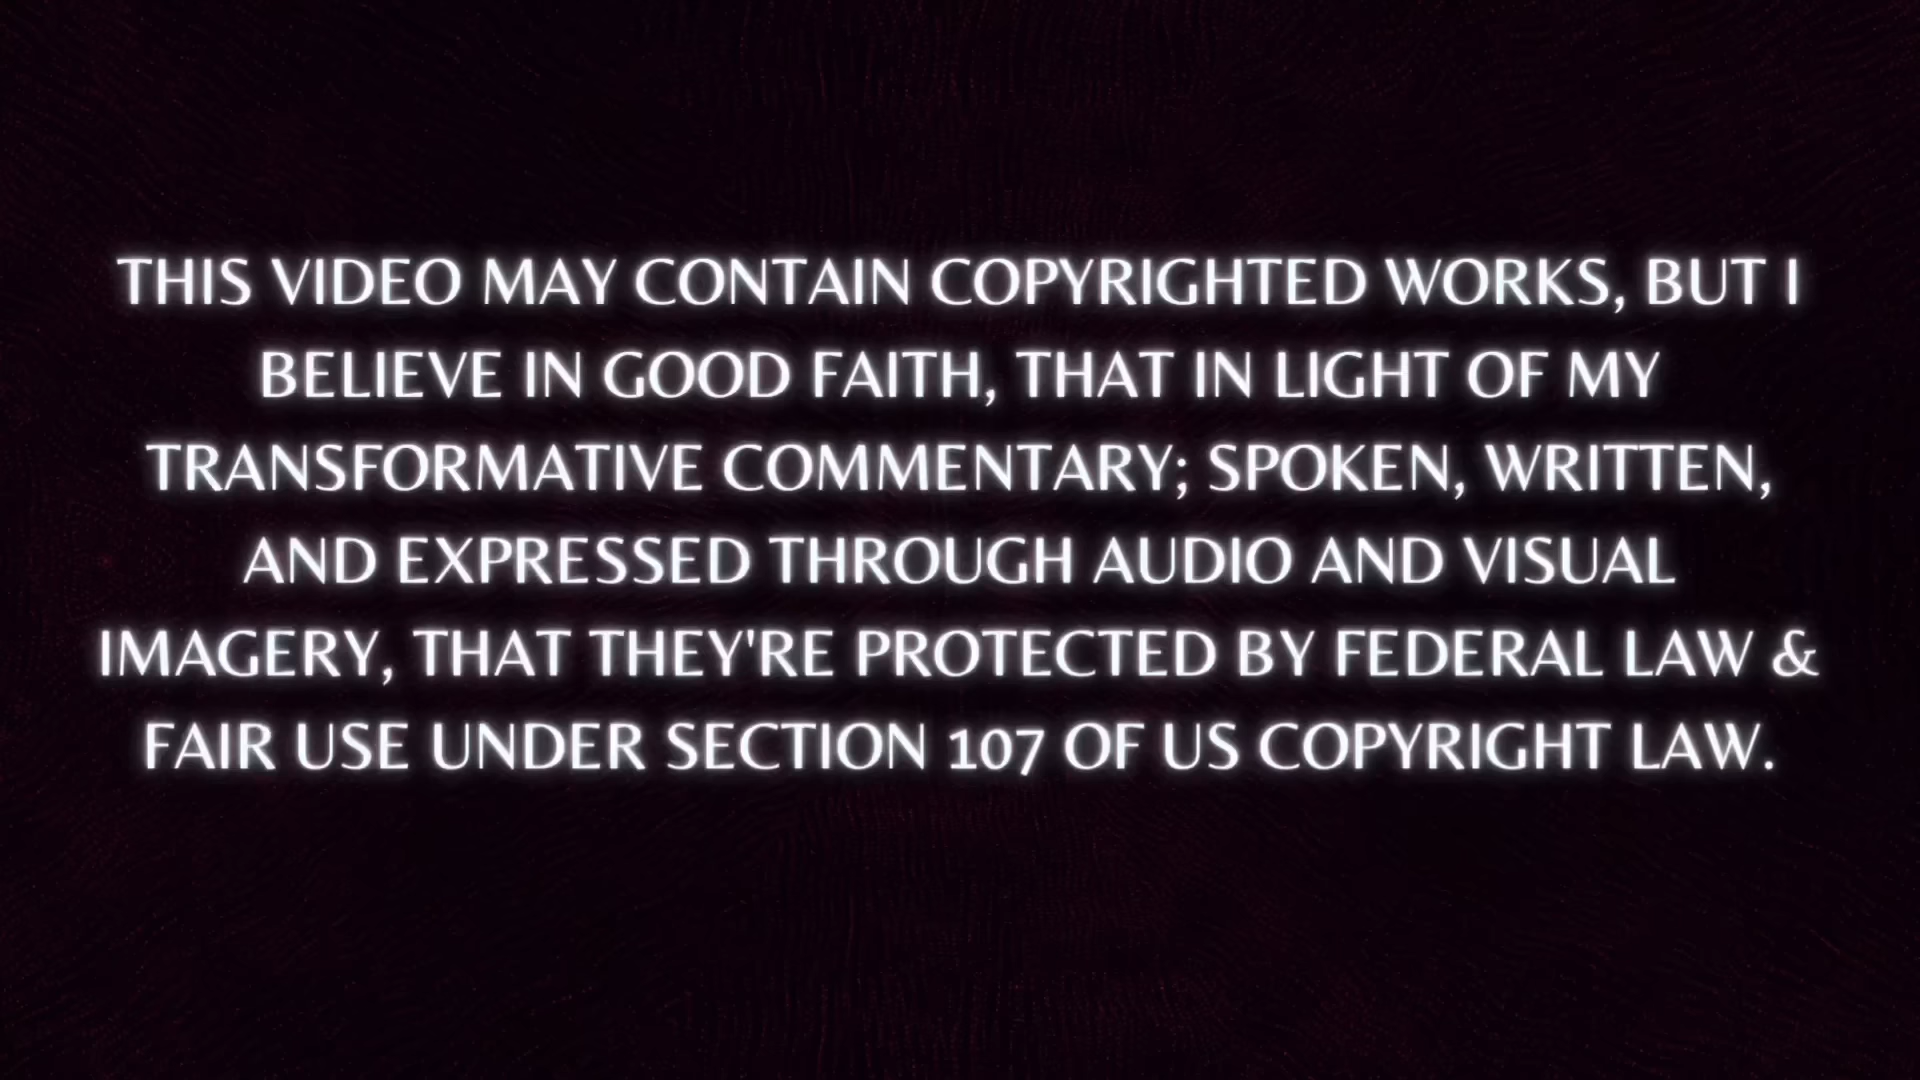 THIS VIDEO MAY CONTAIN COPYRIGHTED WORKS, BUT I
BELIEVE IN GOOD FAITH, THAT IN LIGHT OF MY
TRANSFORMATIVE COMMENTARY; SPOKEN, WRITTEN,
AND EXPRESSED THROUGH AUDIO AND VISUAL
IMAGERY, THAT THEY'RE PROTECTED BY FEDERAL LAW &
FAIR USE UNDER SECTION 107 OF US COPYRIGHT LAW.